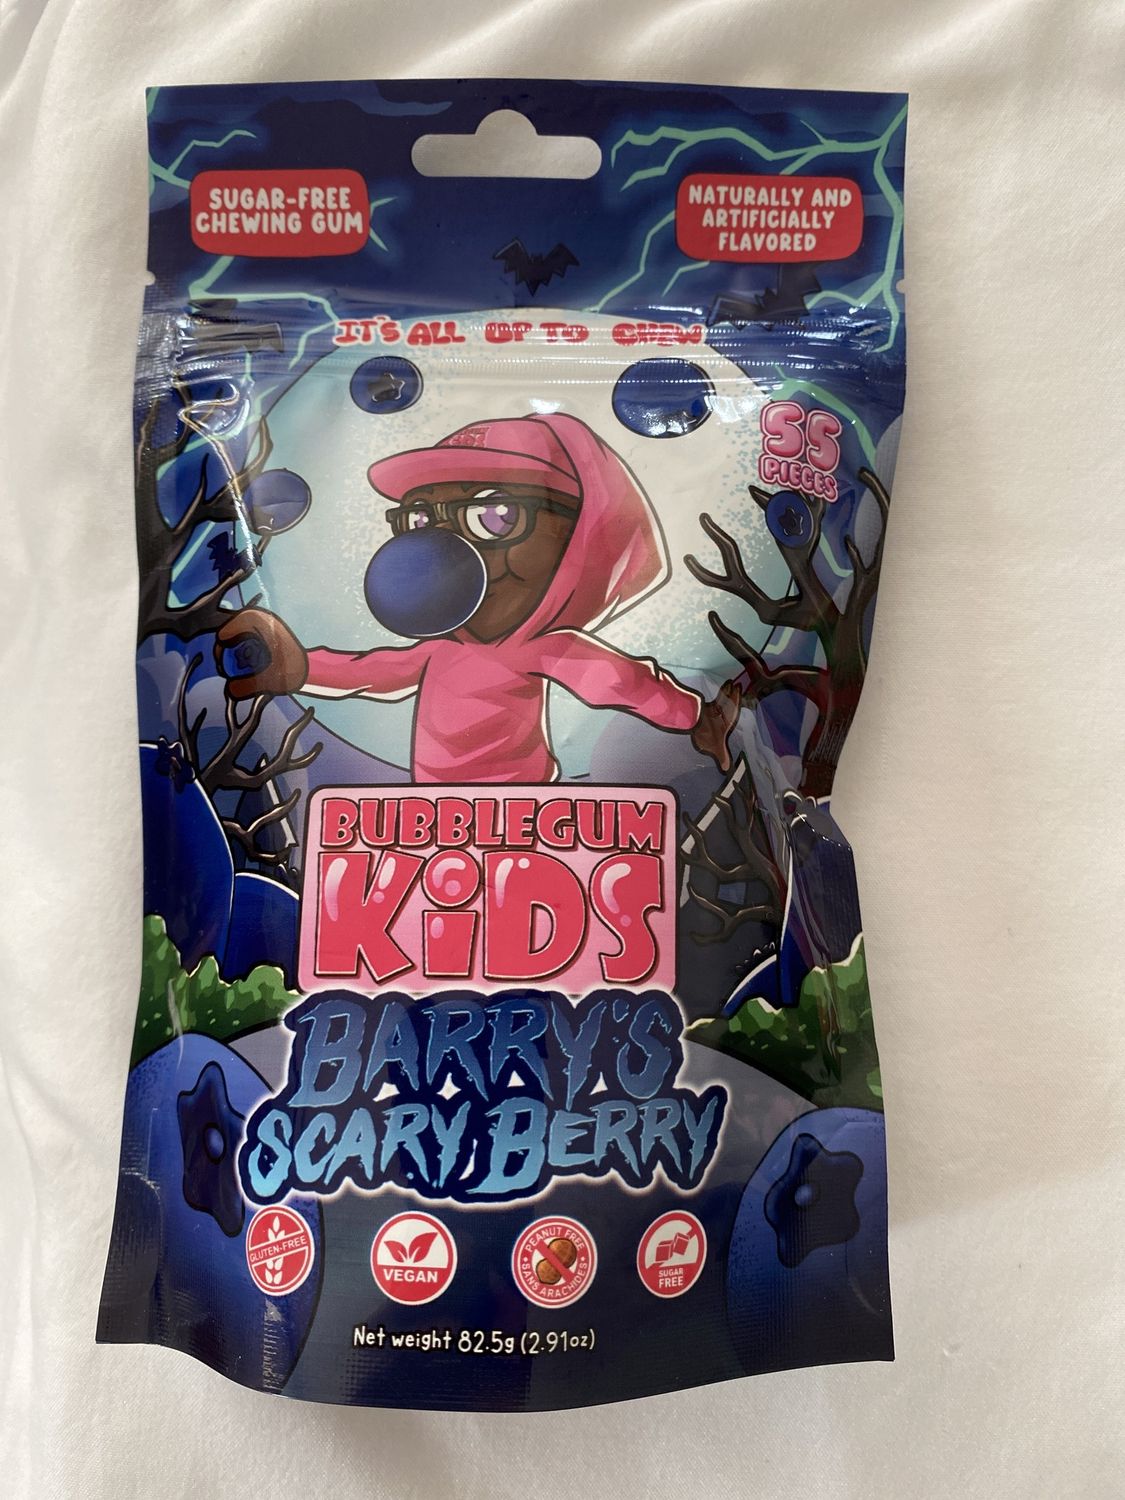 SUGAR-FREE
CHEWING GUM
NATURALLY AND
ARTIFICIALLY
FLAVORED
IT'S ALL UP TO CHEW
55
PIECES
KIDS
BUBBLEGUM
KiDS
BARRY'S
SCARY BERRY
GLUTEN-FREE
VEGAN
PEANUT FREE
SANS ARACHIDES
SUGAR
FREE
Net weight 82.5g (2.91oz)